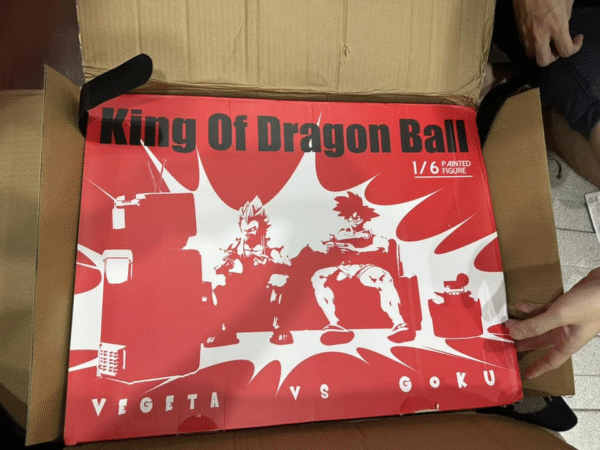 King Of Dragon Ball
1/6 PAINTED
FIGURE
VEGETA VS GOKU